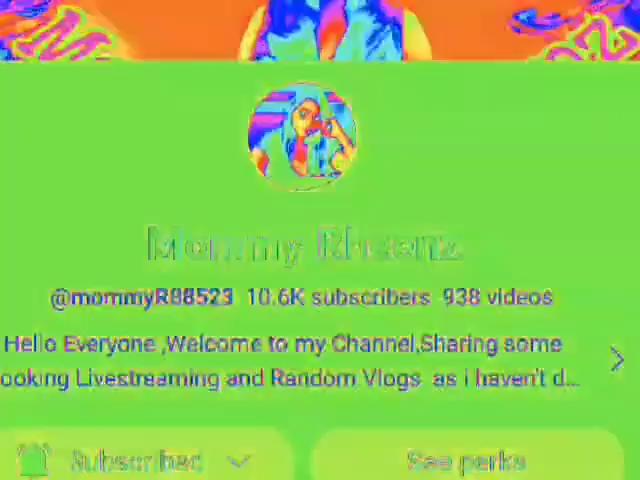 Mommy Rheenz
@mommyR88523 10.6K subscribers 938 videos
Hello Everyone ,Welcome to my Channel,Sharing some
ooking Livestreaming and Random Vlogs as i haven't d...
Subscribed
See perks